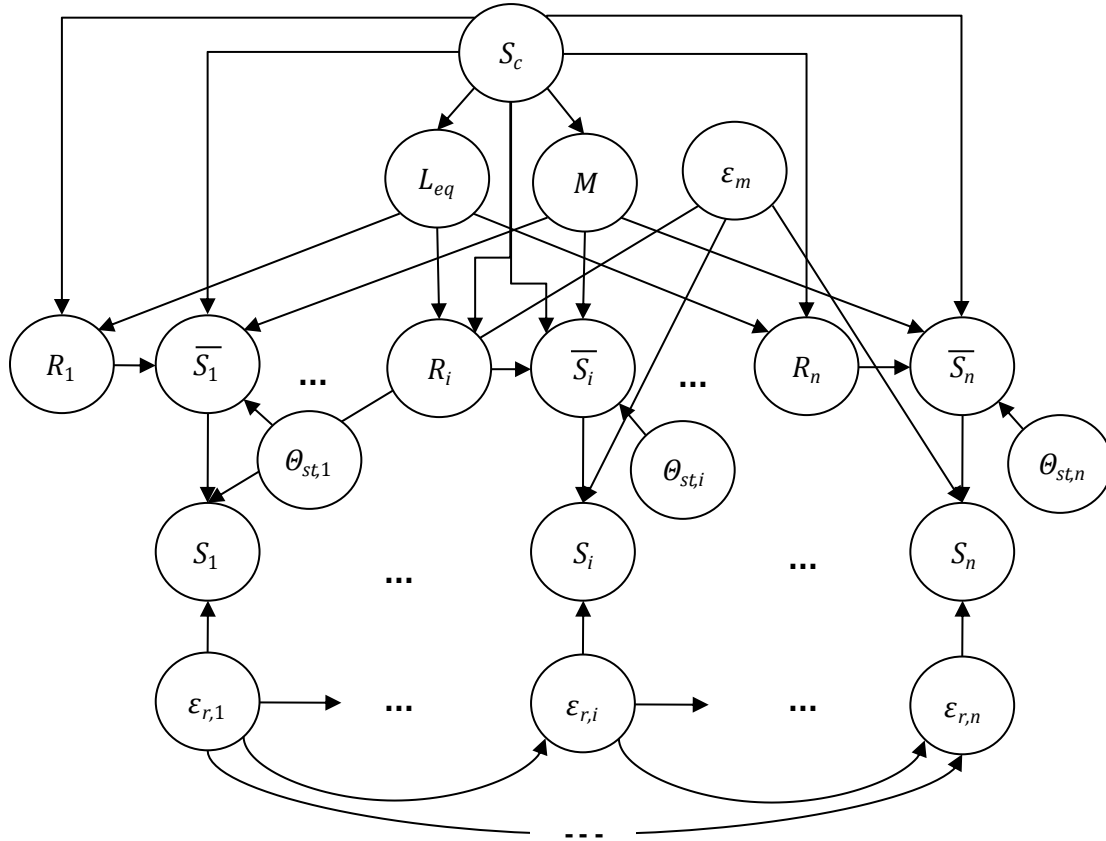 S_c
L_eq
M
ε_m
R_1
S̅_1
...
R_i
S̅_i
...
R_n
S̅_n
Θ_st,1
Θ_st,i
Θ_st,n
S_1
...
S_i
...
S_n
ε_r,1
...
ε_r,i
...
ε_r,n
---